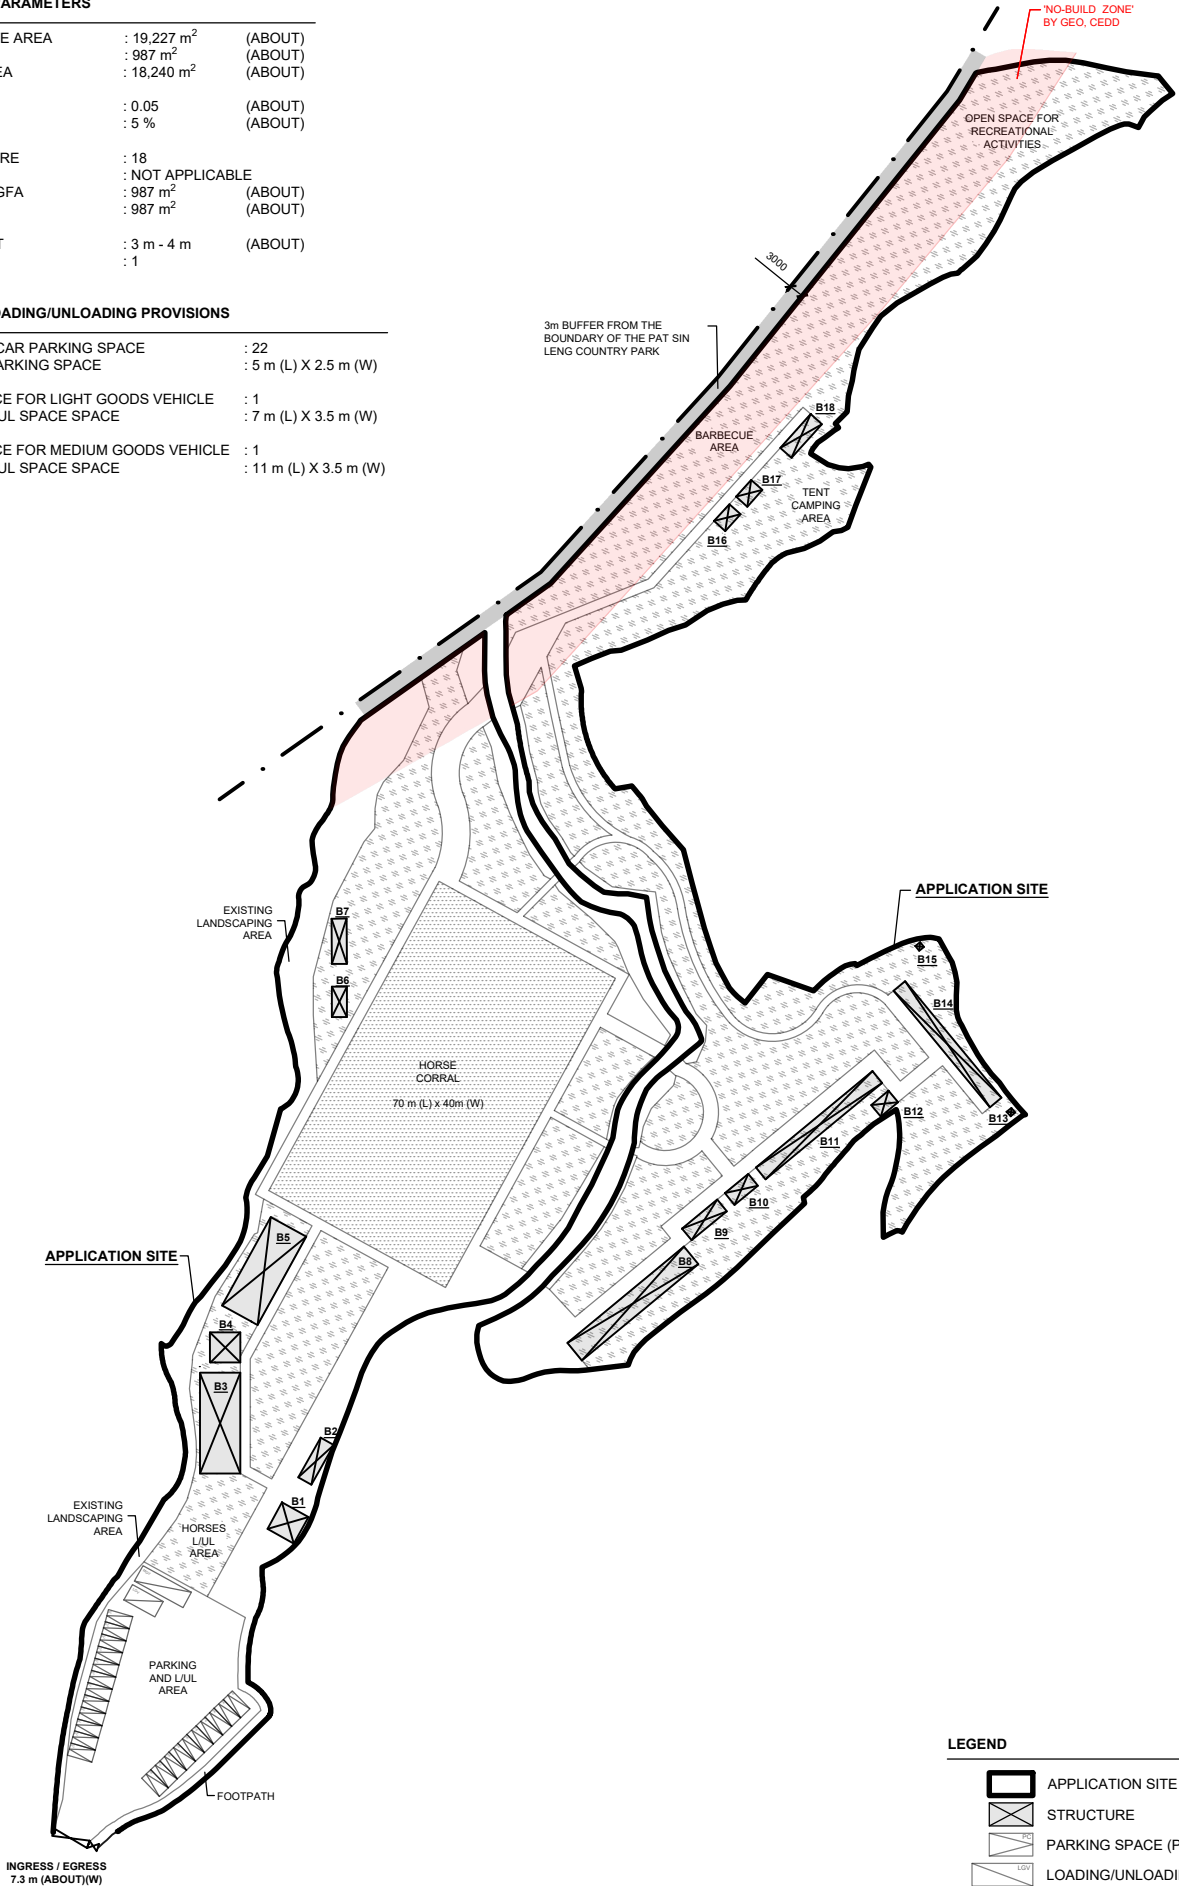 PARAMETERS
E AREA : 19,227 m² (ABOUT)
: 987 m² (ABOUT)
EA : 18,240 m² (ABOUT)
: 0.05 (ABOUT)
: 5 % (ABOUT)
RE : 18
: NOT APPLICABLE
GFA : 987 m² (ABOUT)
: 987 m² (ABOUT)
T : 3 m - 4 m (ABOUT)
: 1
OADING/UNLOADING PROVISIONS
CAR PARKING SPACE : 22
ARKING SPACE : 5 m (L) X 2.5 m (W)
CE FOR LIGHT GOODS VEHICLE : 1
UL SPACE SPACE : 7 m (L) X 3.5 m (W)
CE FOR MEDIUM GOODS VEHICLE : 1
UL SPACE SPACE : 11 m (L) X 3.5 m (W)
'NO-BUILD ZONE'
BY GEO, CEDD
OPEN SPACE FOR
RECREATIONAL
ACTIVITIES
3000
3m BUFFER FROM THE
BOUNDARY OF THE PAT SIN
LENG COUNTRY PARK
BARBECUE
AREA
B18
B17
TENT
CAMPING
AREA
B16
APPLICATION SITE
EXISTING
LANDSCAPING
AREA
B7
B6
B15
B14
HORSE
CORRAL
70 m (L) x 40m (W)
B12
B13
B11
B10
B9
B8
B5
APPLICATION SITE
B4
B3
B2
B1
EXISTING
LANDSCAPING
AREA
HORSES
L/UL
AREA
PARKING
AND L/UL
AREA
FOOTPATH
INGRESS / EGRESS
7.3 m (ABOUT)(W)
LEGEND
APPLICATION SITE
STRUCTURE
PC
PARKING SPACE (P
LGV
LOADING/UNLOADI